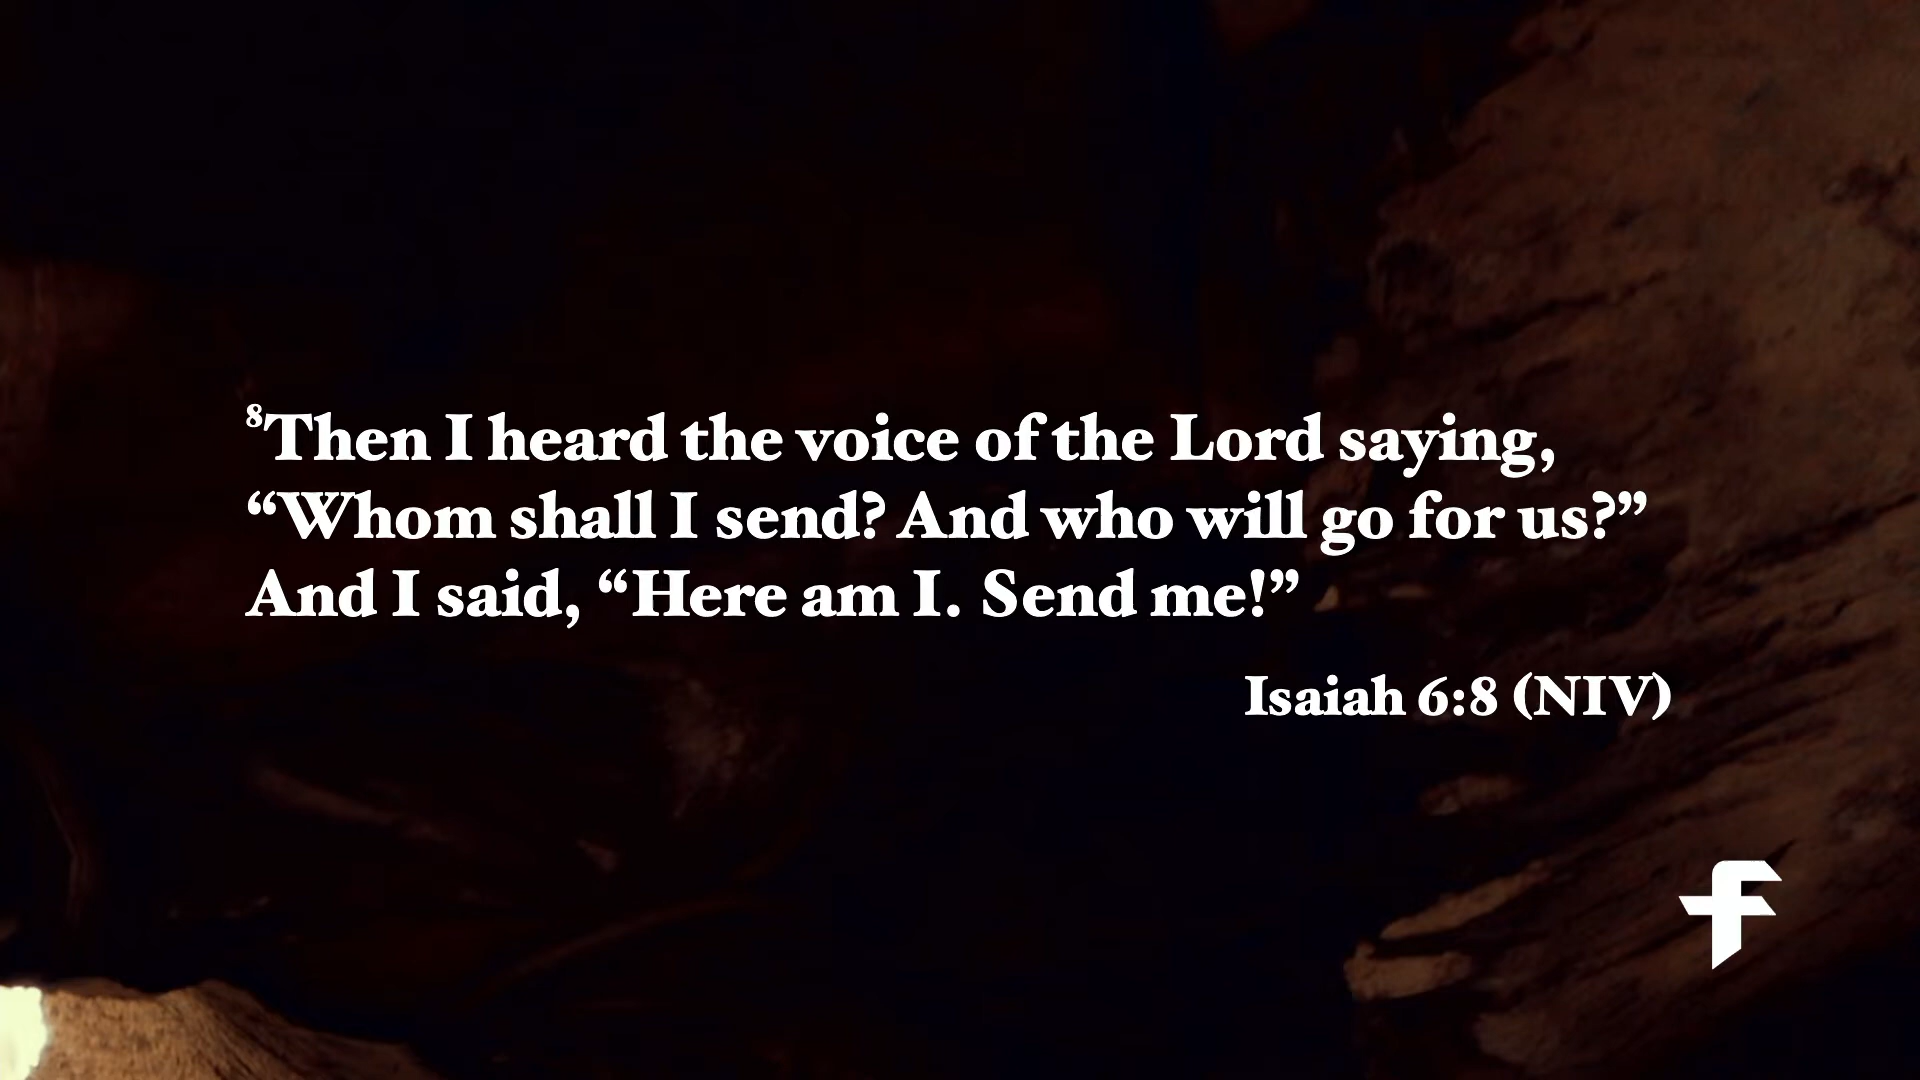 ⁸Then I heard the voice of the Lord saying,
“Whom shall I send? And who will go for us?”
And I said, “Here am I. Send me!”
Isaiah 6:8 (NIV)